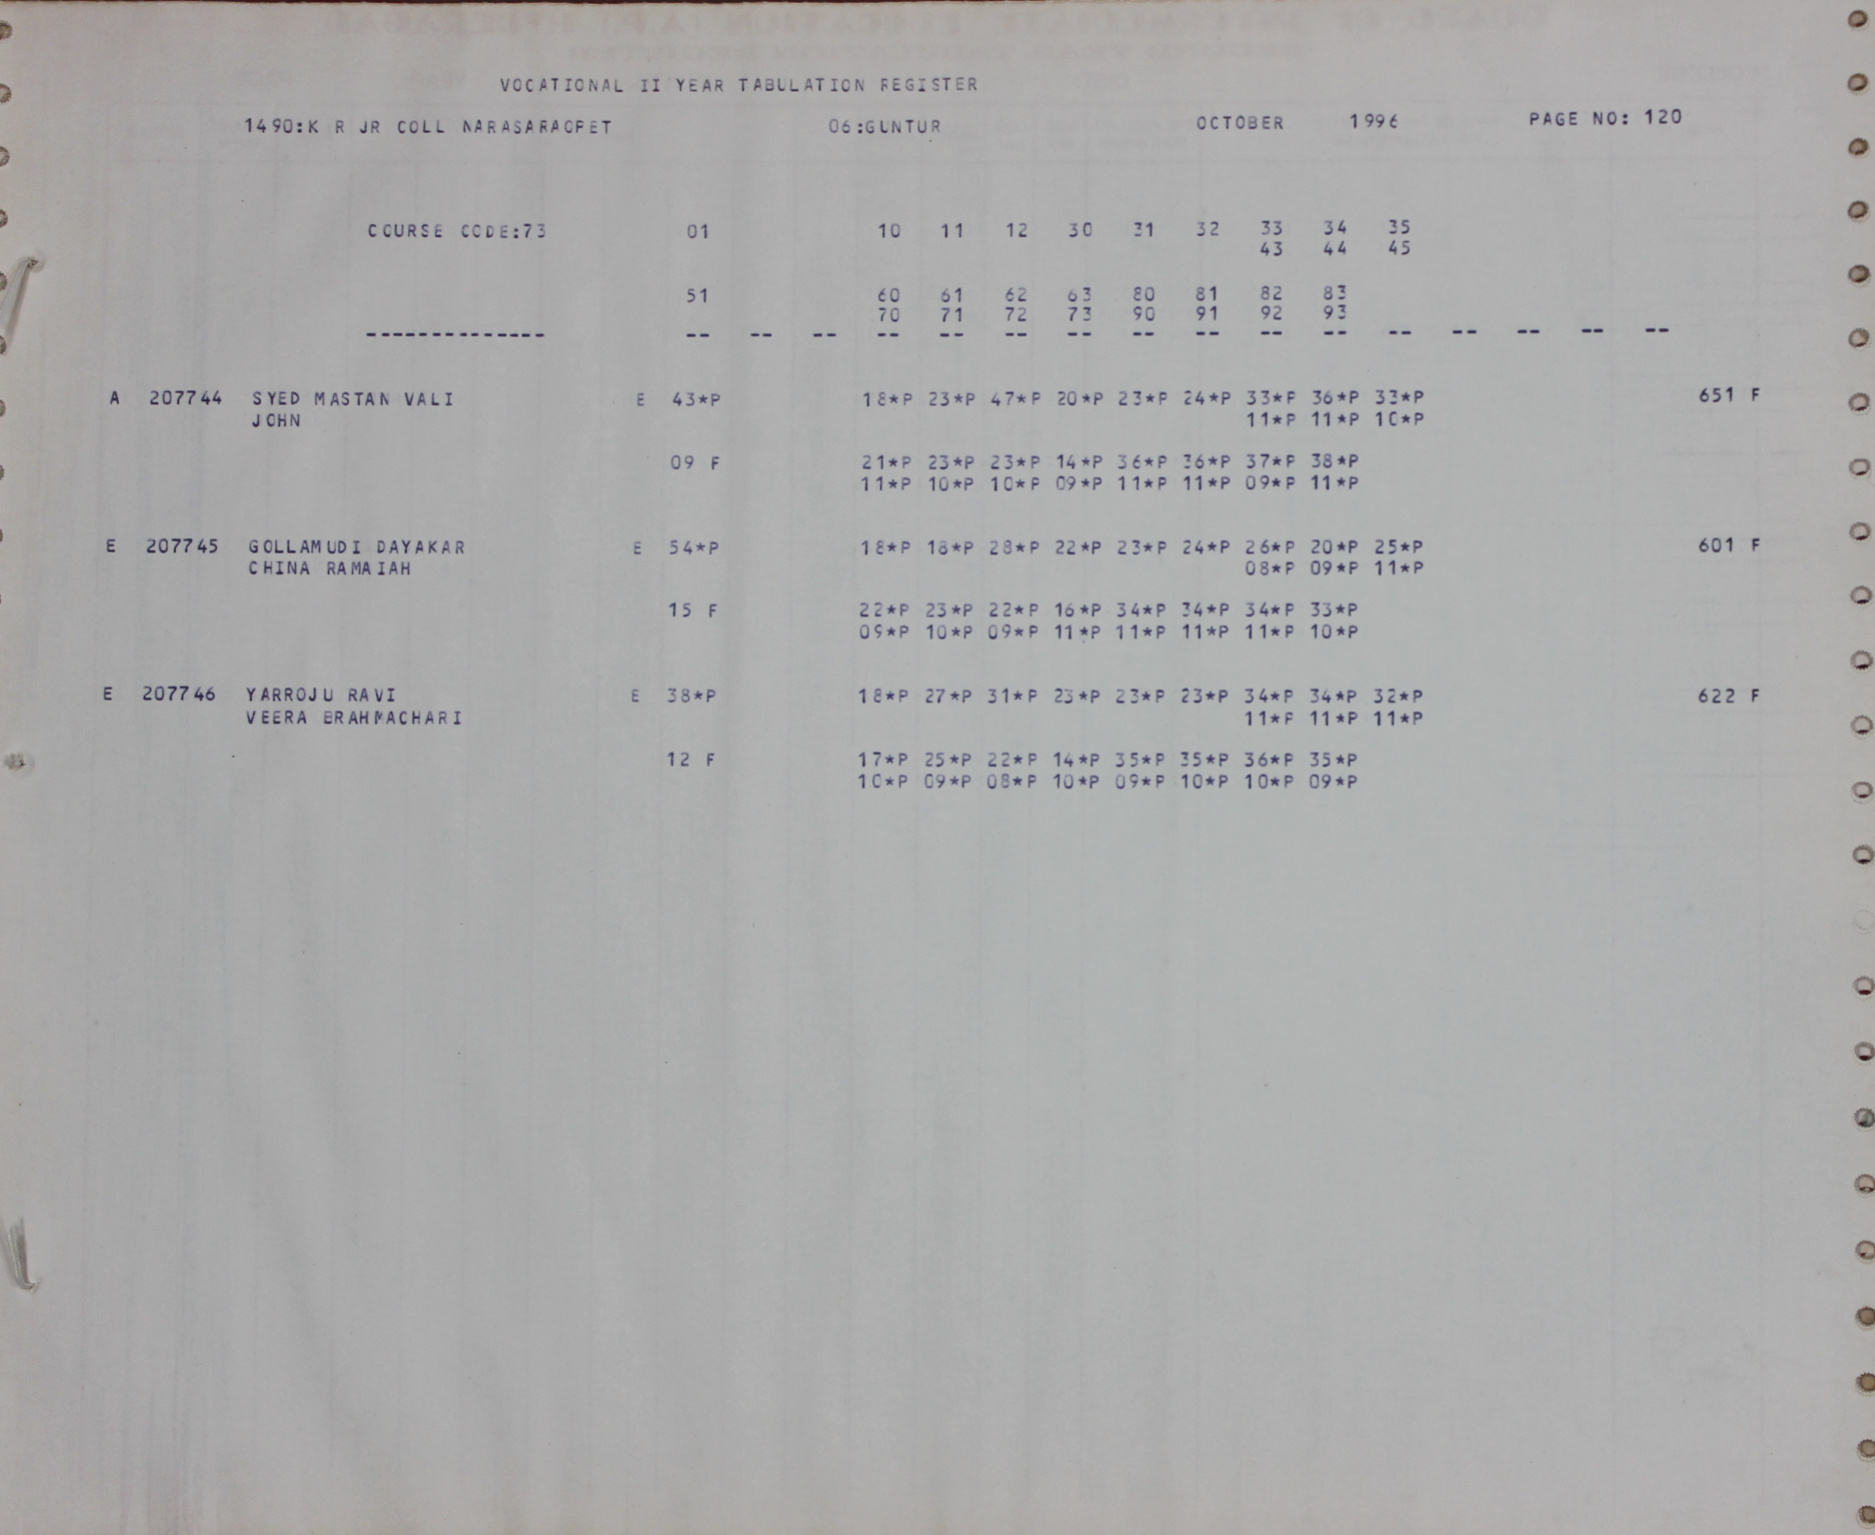 VOCATIONAL II YEAR TABULATION REGISTER
1490:K R JR COLL NARASARAOPET 06:GUNTUR OCTOBER 1996 PAGE NO: 120
COURSE CODE:73 01 10 11 12 30 31 32 33 34 35
43 44 45
51 60 61 62 63 80 81 82 83
70 71 72 73 90 91 92 93
-------------- -- -- -- -- -- -- -- -- -- -- -- -- -- -- -- --
A 207744 SYED MASTAN VALI E 43*P 18*P 23*P 47*P 20*P 23*P 24*P 33*P 36*P 33*P 651 F
JOHN 11*P 11*P 10*P
09 F 21*P 23*P 23*P 14*P 36*P 36*P 37*P 38*P
11*P 10*P 10*P 09*P 11*P 11*P 09*P 11*P
E 207745 GOLLAMUDI DAYAKAR E 54*P 18*P 18*P 28*P 22*P 23*P 24*P 26*P 20*P 25*P 601 F
CHINA RAMAIAH 08*P 09*P 11*P
15 F 22*P 23*P 22*P 16*P 34*P 34*P 34*P 33*P
09*P 10*P 09*P 11*P 11*P 11*P 11*P 10*P
E 207746 YARROJU RAVI E 38*P 18*P 27*P 31*P 23*P 23*P 23*P 34*P 34*P 32*P 622 F
VEERA BRAHMACHARI 11*P 11*P 11*P
12 F 17*P 25*P 22*P 14*P 35*P 35*P 36*P 35*P
10*P 09*P 08*P 10*P 09*P 10*P 10*P 09*P